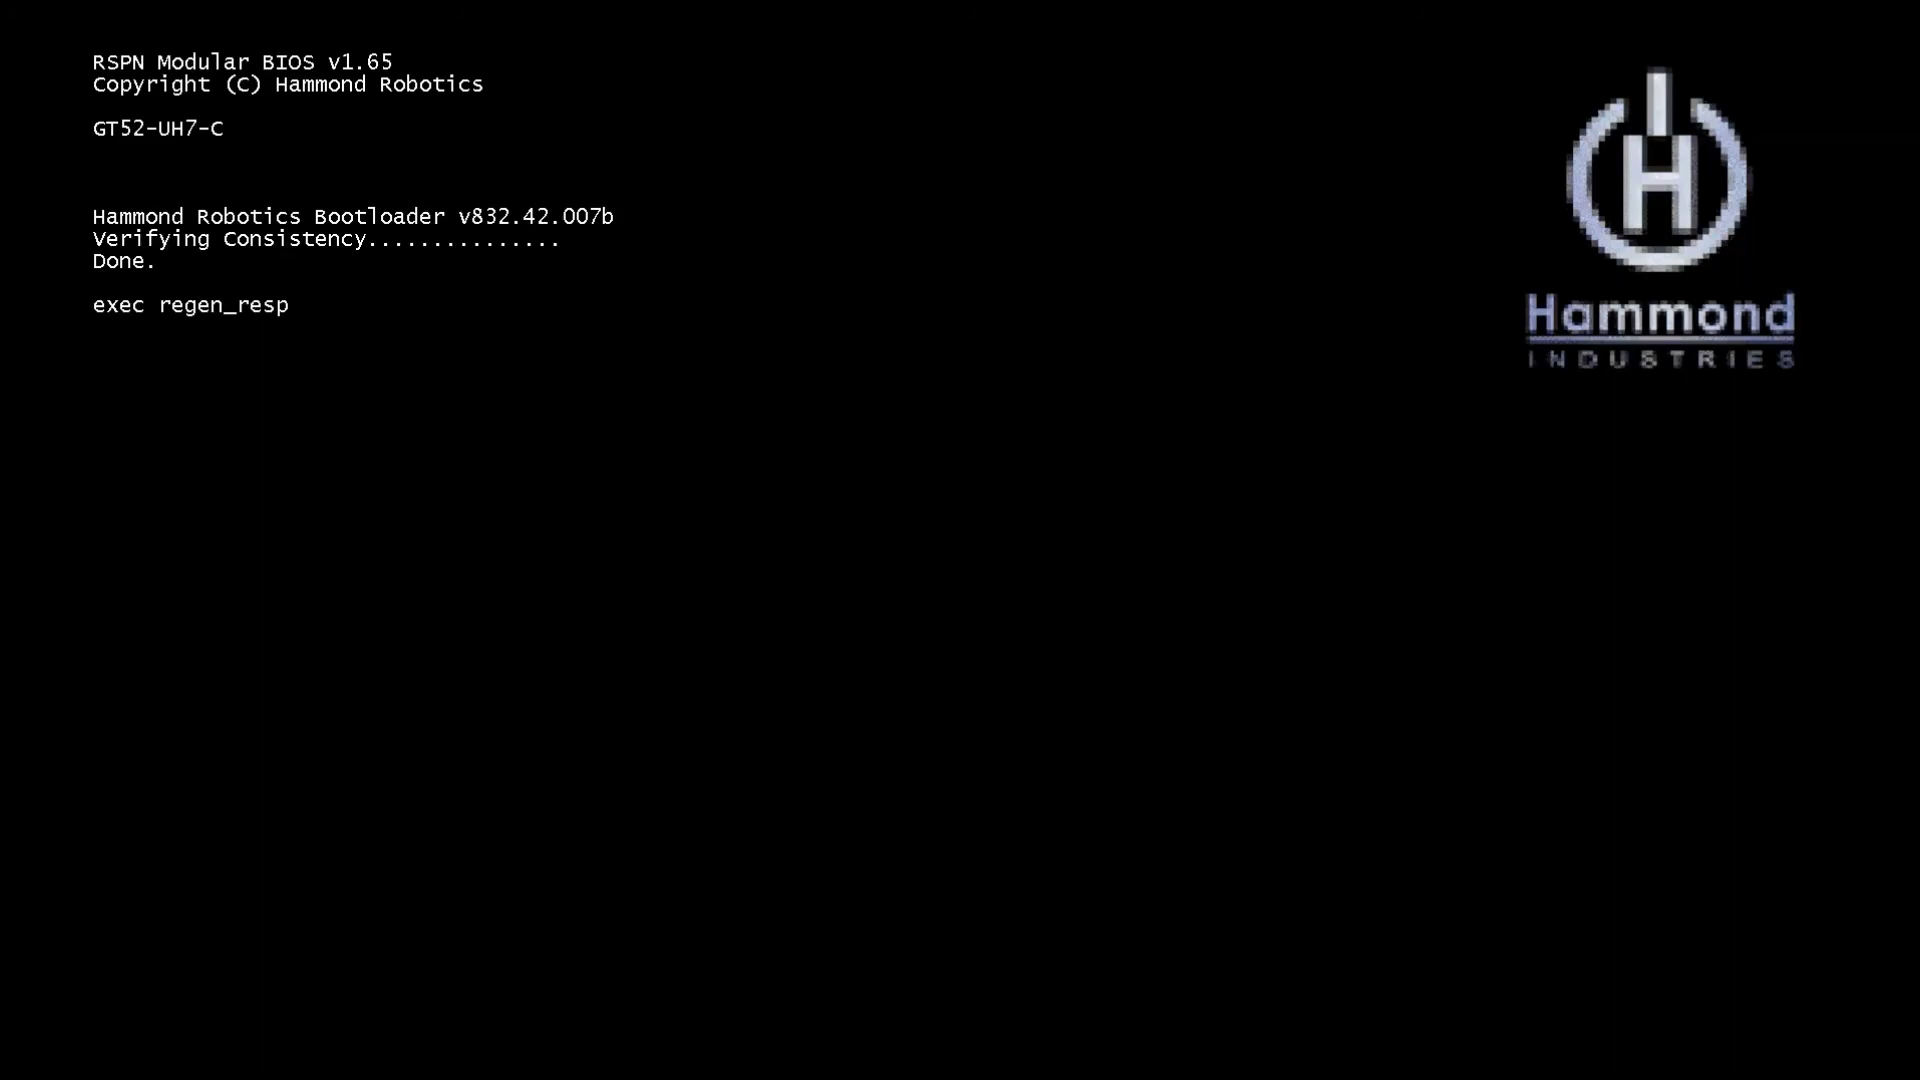 RSPN Modular BIOS v1.65
Copyright (C) Hammond Robotics
GT52-UH7-C
Hammond Robotics Bootloader v832.42.007b
Verifying Consistency...............
Done.
exec regen_resp
H
Hammond
INDUSTRIES